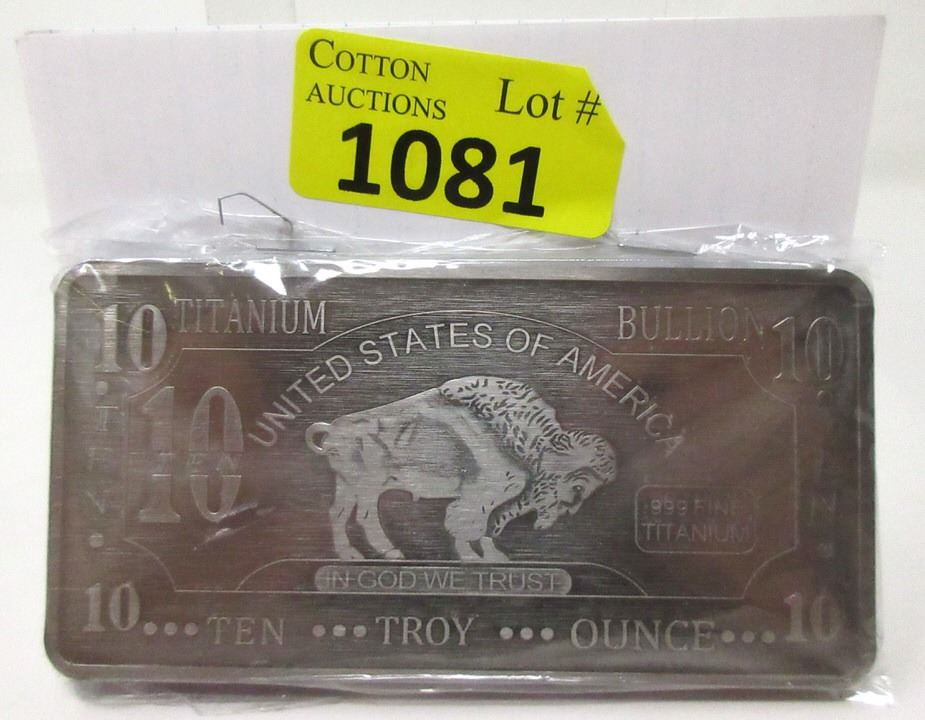 COTTON
AUCTIONS
Lot #
1081
10 TITANIUM BULLION 10
UNITED STATES OF AMERICA
10
TEN
.999 FINE
TITANIUM
IN GOD WE TRUST
10...TEN ...TROY ...OUNCE...10